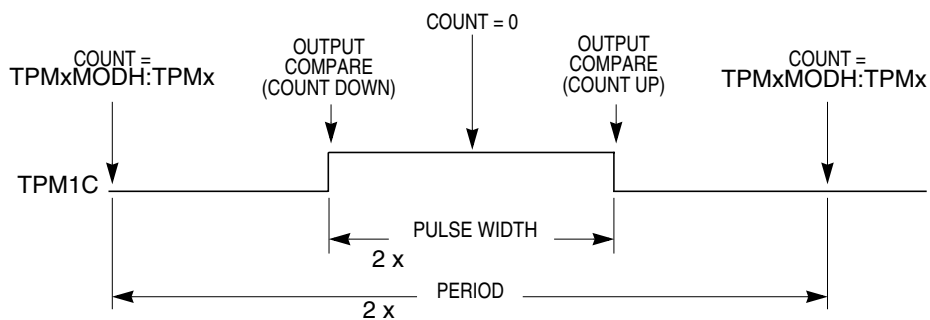 COUNT = 0
COUNT =
TPMxMODH:TPMx
OUTPUT
COMPARE
(COUNT DOWN)
OUTPUT
COMPARE
(COUNT UP)
COUNT =
TPMxMODH:TPMx
TPM1C
PULSE WIDTH
2 x
PERIOD
2 x